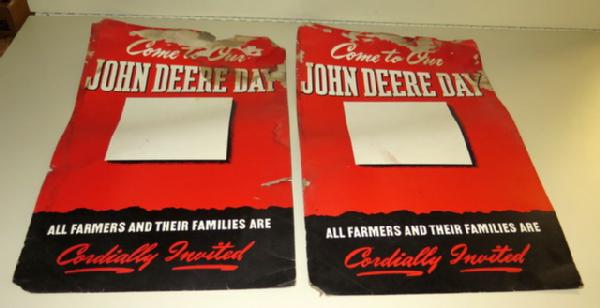 Come to Our
JOHN DEERE DAY
ALL FARMERS AND THEIR FAMILIES ARE
Cordially Invited
Come to Our
JOHN DEERE DAY
ALL FARMERS AND THEIR FAMILIES ARE
Cordially Invited